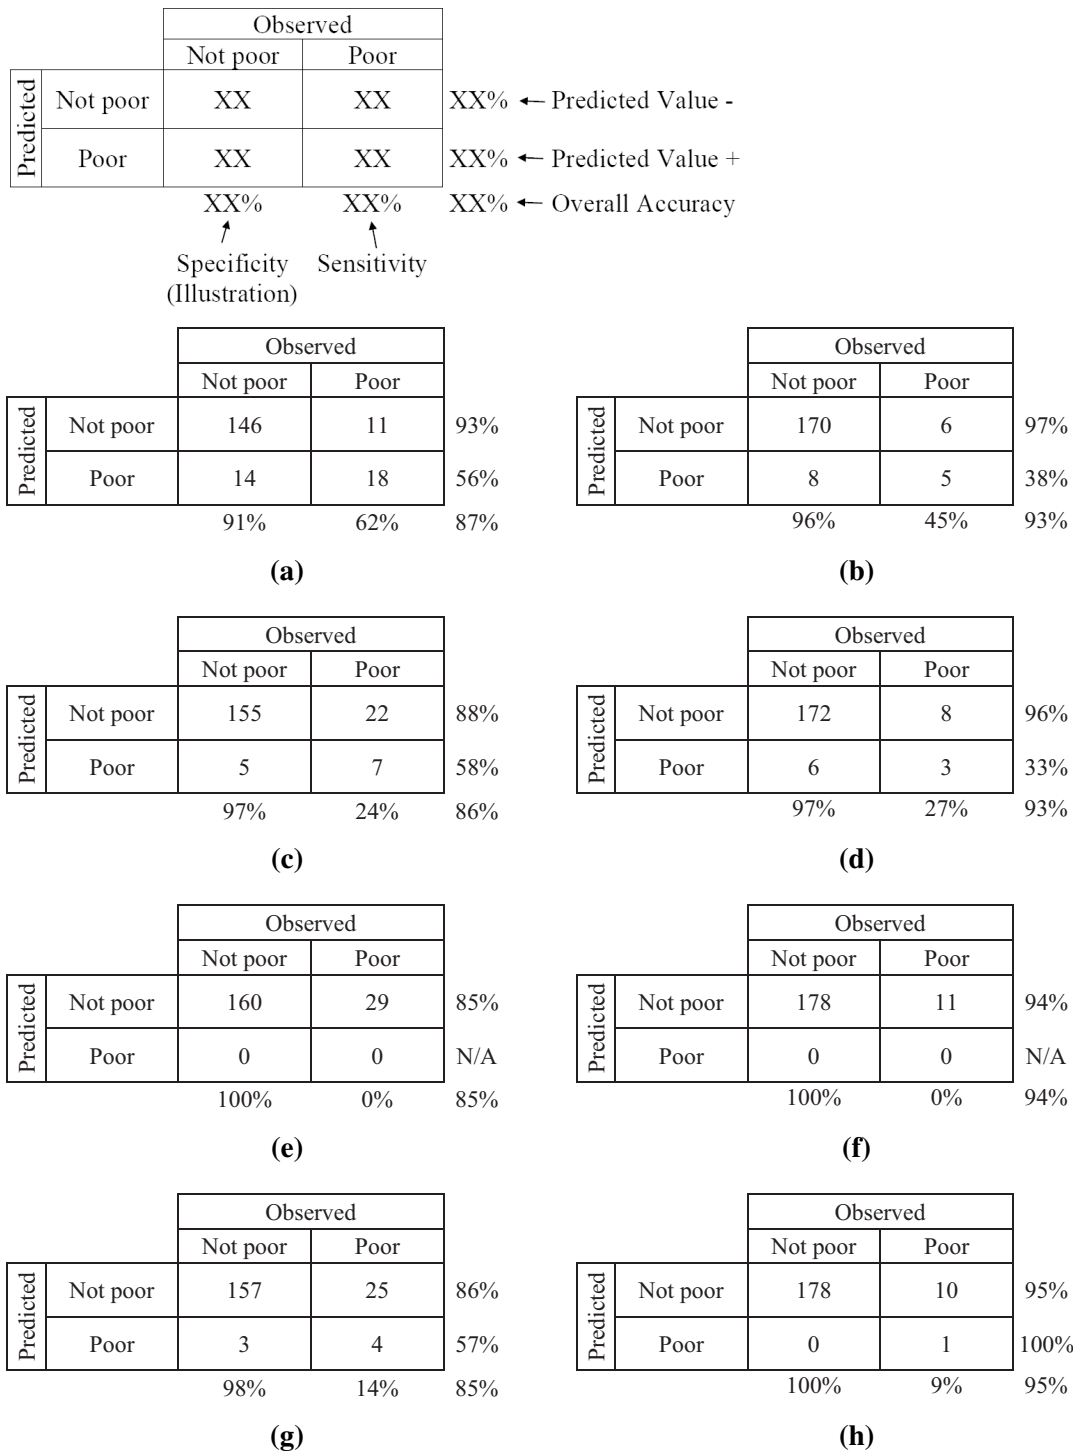 Observed
Not poor Poor
Predicted
Not poor XX XX XX% ← Predicted Value -
Poor XX XX XX% ← Predicted Value +
XX% XX% XX% ← Overall Accuracy
Specificity Sensitivity
(Illustration)
Observed
Not poor Poor
Predicted
Not poor 146 11 93%
Poor 14 18 56%
91% 62% 87%
(a)
Observed
Not poor Poor
Predicted
Not poor 170 6 97%
Poor 8 5 38%
96% 45% 93%
(b)
Observed
Not poor Poor
Predicted
Not poor 155 22 88%
Poor 5 7 58%
97% 24% 86%
(c)
Observed
Not poor Poor
Predicted
Not poor 172 8 96%
Poor 6 3 33%
97% 27% 93%
(d)
Observed
Not poor Poor
Predicted
Not poor 160 29 85%
Poor 0 0 N/A
100% 0% 85%
(e)
Observed
Not poor Poor
Predicted
Not poor 178 11 94%
Poor 0 0 N/A
100% 0% 94%
(f)
Observed
Not poor Poor
Predicted
Not poor 157 25 86%
Poor 3 4 57%
98% 14% 85%
(g)
Observed
Not poor Poor
Predicted
Not poor 178 10 95%
Poor 0 1 100%
100% 9% 95%
(h)